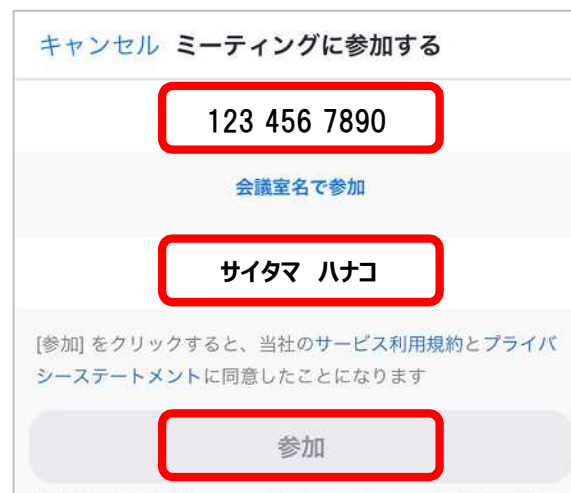 キャンセル ミーティングに参加する
123 456 7890
会議室名で参加
サイタマ ハナコ
[参加] をクリックすると、当社のサービス利用規約とプライバ
シーステートメントに同意したことになります
参加